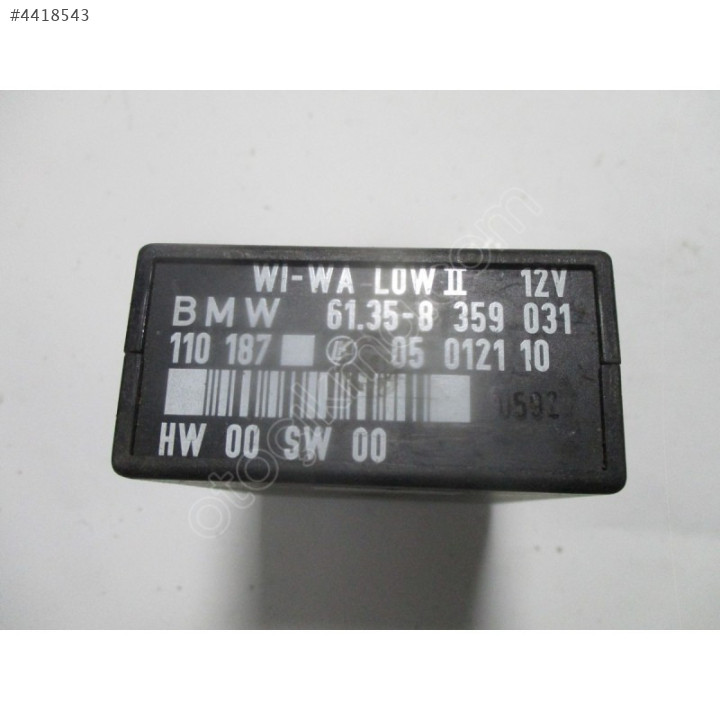 #4418543
WI-WA LOW II 12V
BMW 61.35-8 359 031
110 187 05 0121 10
HW 00 SW 00